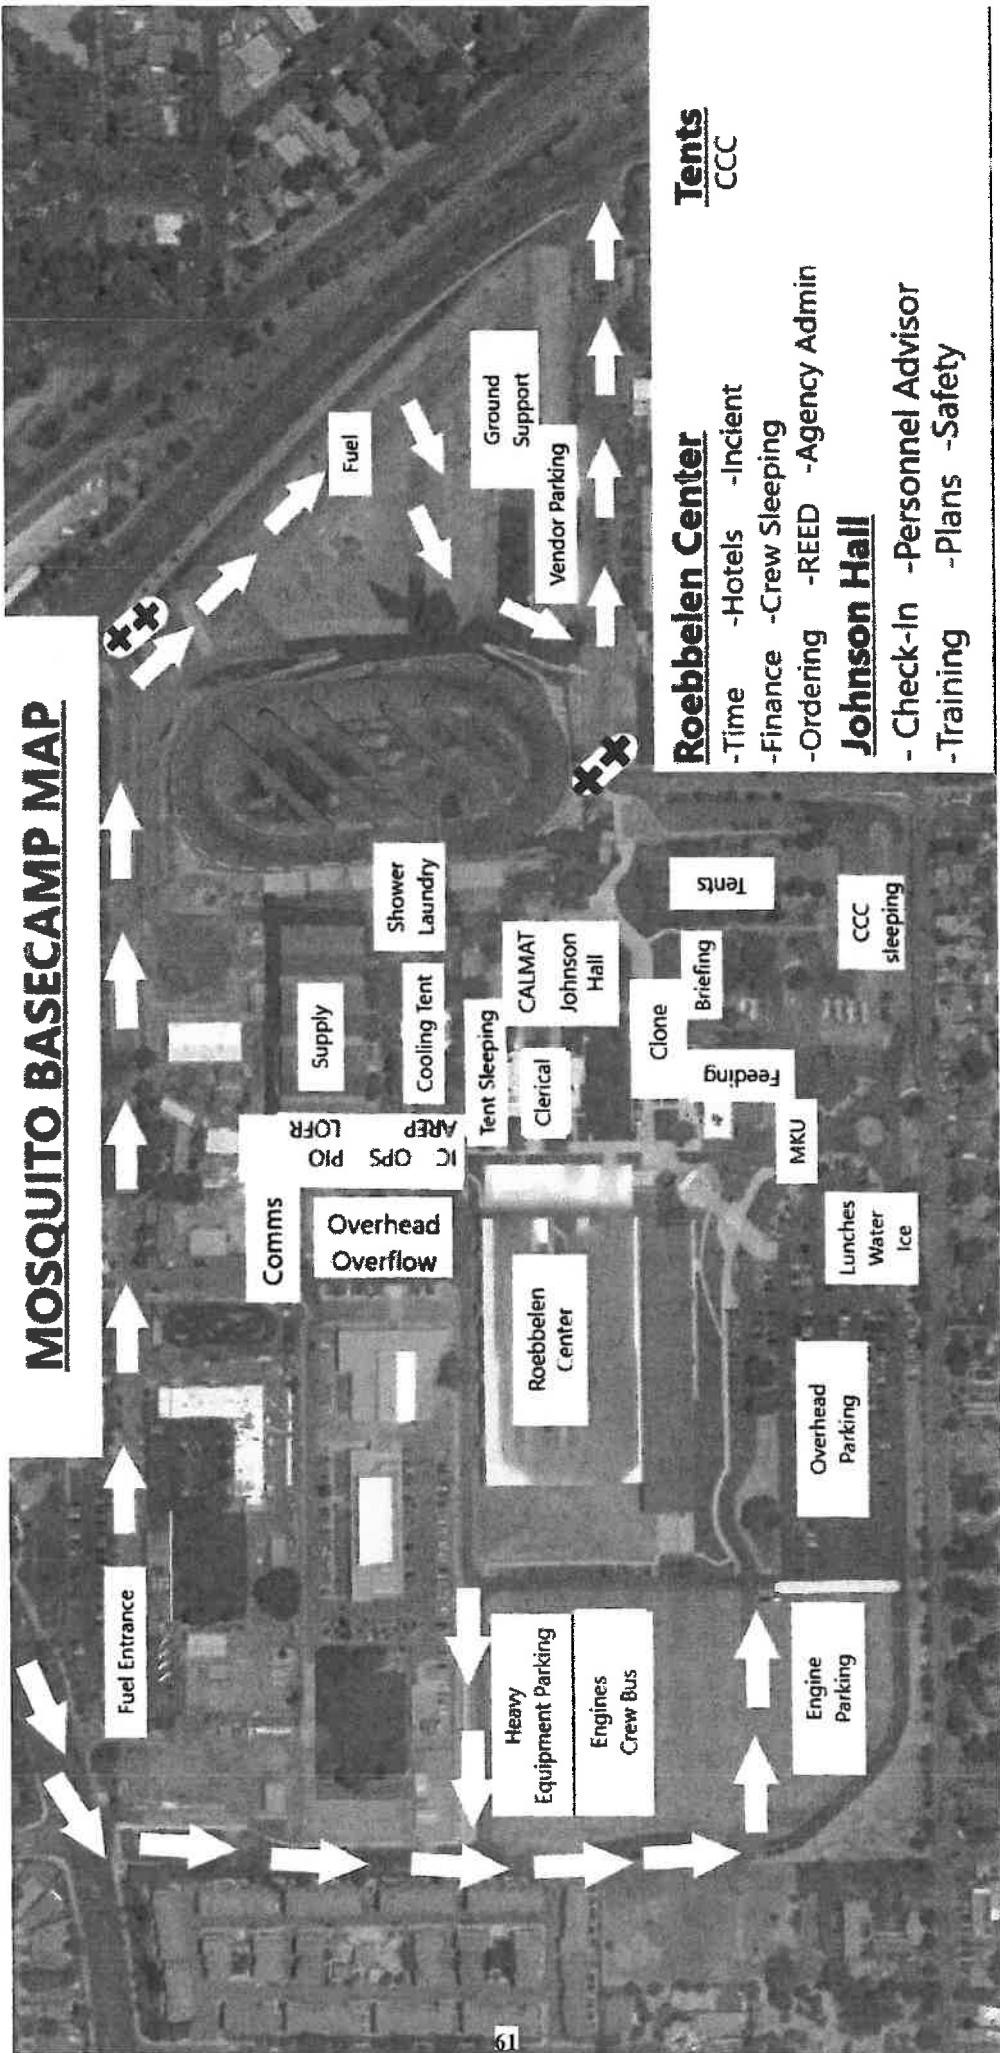 MOSQUITO BASECAMP MAP
Fuel Entrance
Comms
IC OPS PIO
AREP LOFR
Overhead
Overflow
Supply
Cooling Tent
Shower
Laundry
Fuel
Ground
Support
Vendor Parking
Tent Sleeping
Clerical
CALMAT
Johnson
Hall
Roebbelen
Center
Heavy
Equipment Parking
Engines
Crew Bus
Clone
Briefing
Feeding
Tents
MKU
CCC
sleeping
Lunches
Water
Ice
Overhead
Parking
Engine
Parking
Roebbelen Center
-Time -Hotels -Incient
-Finance -Crew Sleeping
-Ordering -REED -Agency Admin
Johnson Hall
- Check-In -Personnel Advisor
-Training -Plans -Safety
Tents
CCC
61